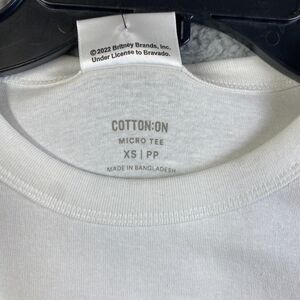 ©2022 Britney Brands, Inc.
Under License to Bravado.
COTTON:ON
MICRO TEE
XS | PP
MADE IN BANGLADESH